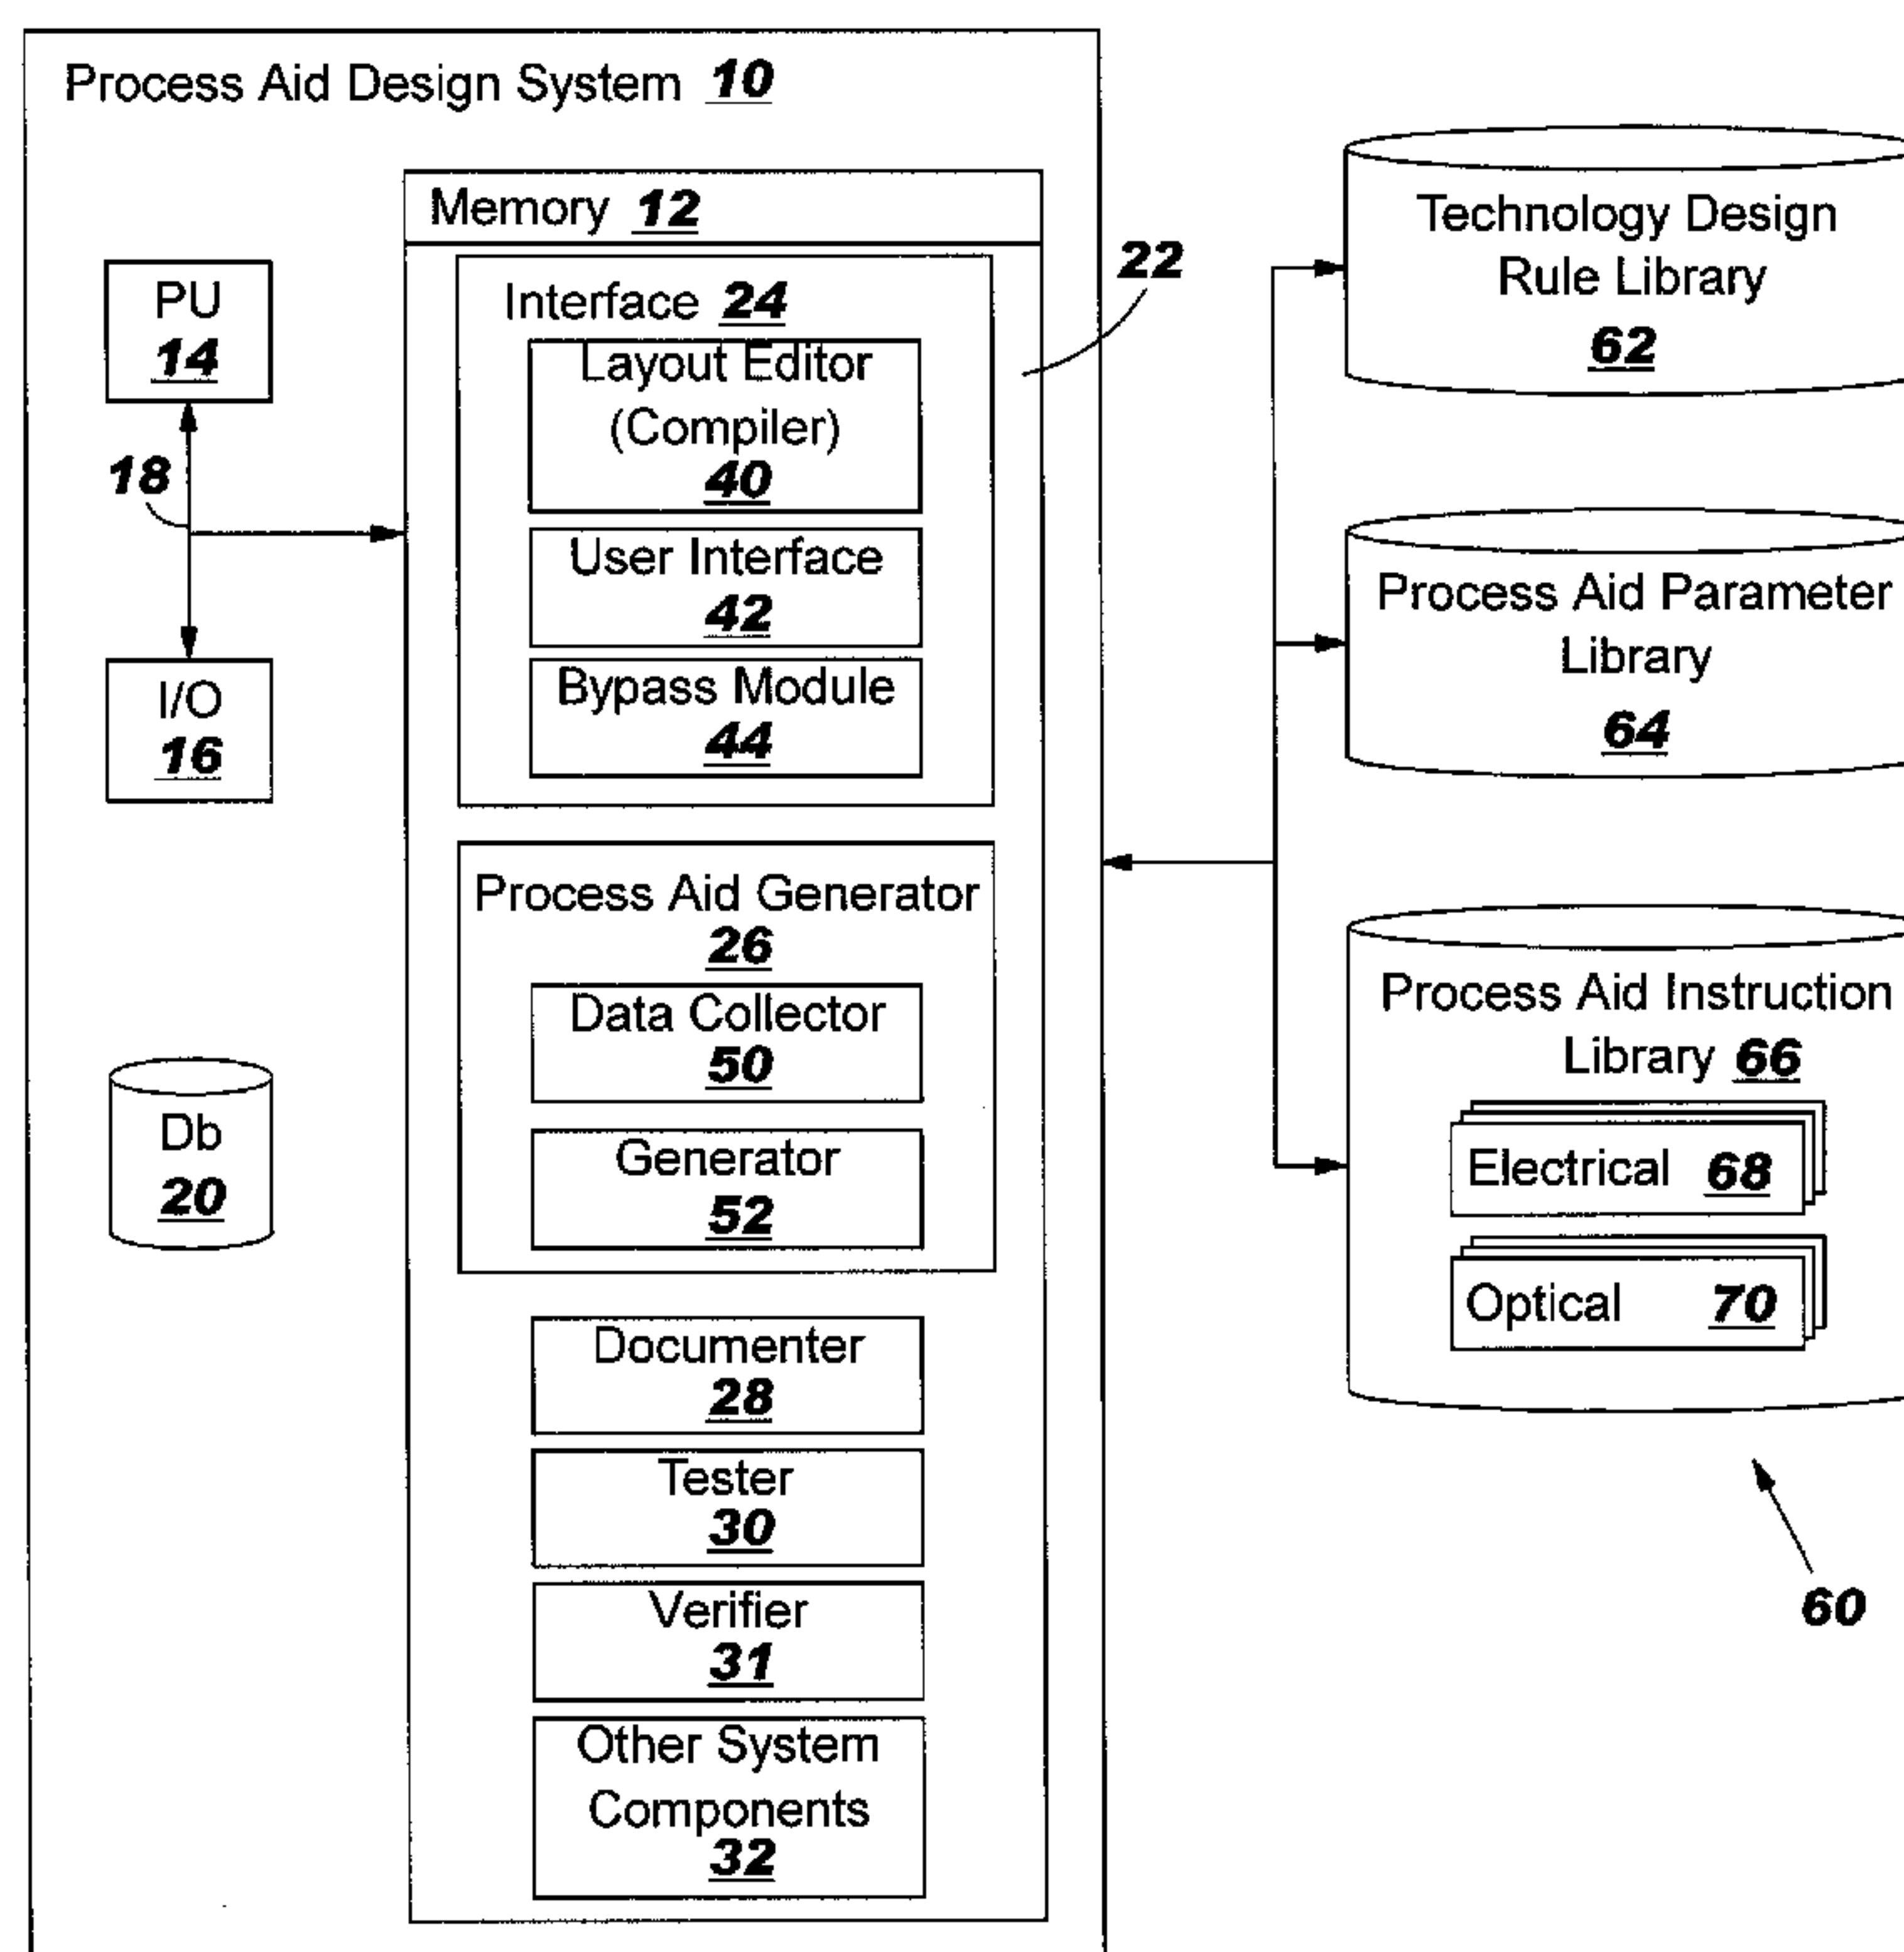 Process Aid Design System 10
Memory 12
PU
14
18
I/O
16
Db
20
22
Interface 24
Layout Editor
(Compiler)
40
User Interface
42
Bypass Module
44
Process Aid Generator
26
Data Collector
50
Generator
52
Documenter
28
Tester
30
Verifier
31
Other System
Components
32
Technology Design
Rule Library
62
Process Aid Parameter
Library
64
Process Aid Instruction
Library 66
Electrical 68
Optical 70
60